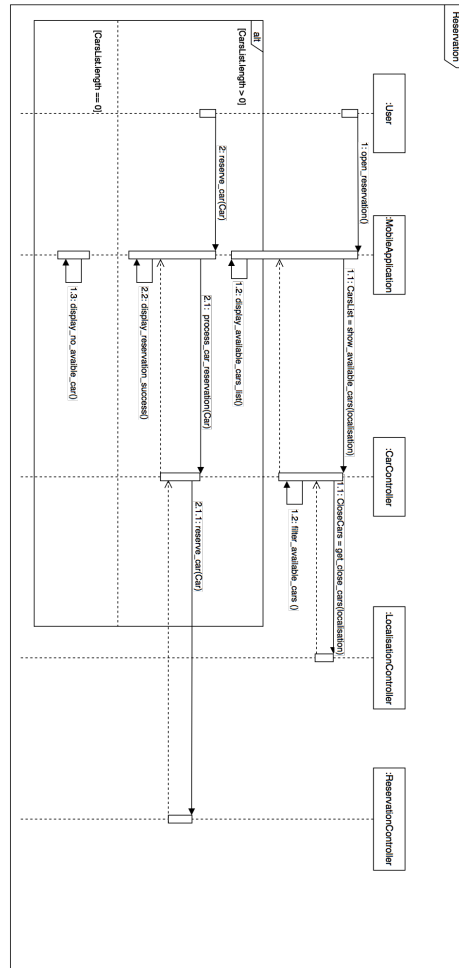 Reservation
:User
:MobileApplication
:CarController
:LocalisationController
:ReservationController
1: open_reservation()
1.1: CarsList = show_available_cars(localisation)
1.1: CloseCars = get_close_cars(localisation)
1.2: filter_available_cars ()
alt
[CarsList.length > 0]
1.2: display_available_cars_list()
2: reserve_car(Car)
2.1: process_car_reservation(Car)
2.1.1: reserve_car(Car)
2.2: display_reservation_success()
[CarsList.length == 0]
1.3: display_no_avaible_car()